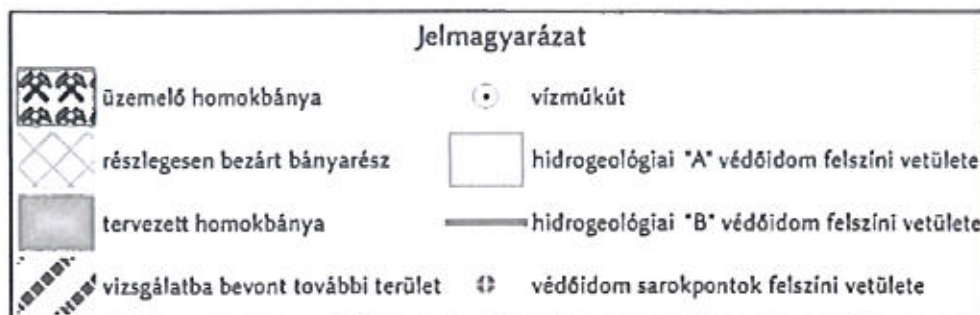 Jelmagyarázat
üzemelő homokbánya
vízműkút
részlegesen bezárt bányarész
hidrogeológiai "A" védőidom felszíni vetülete
tervezett homokbánya
hidrogeológiai "B" védőidom felszíni vetülete
vizsgálatba bevont további terület
védőidom sarokpontok felszíni vetülete